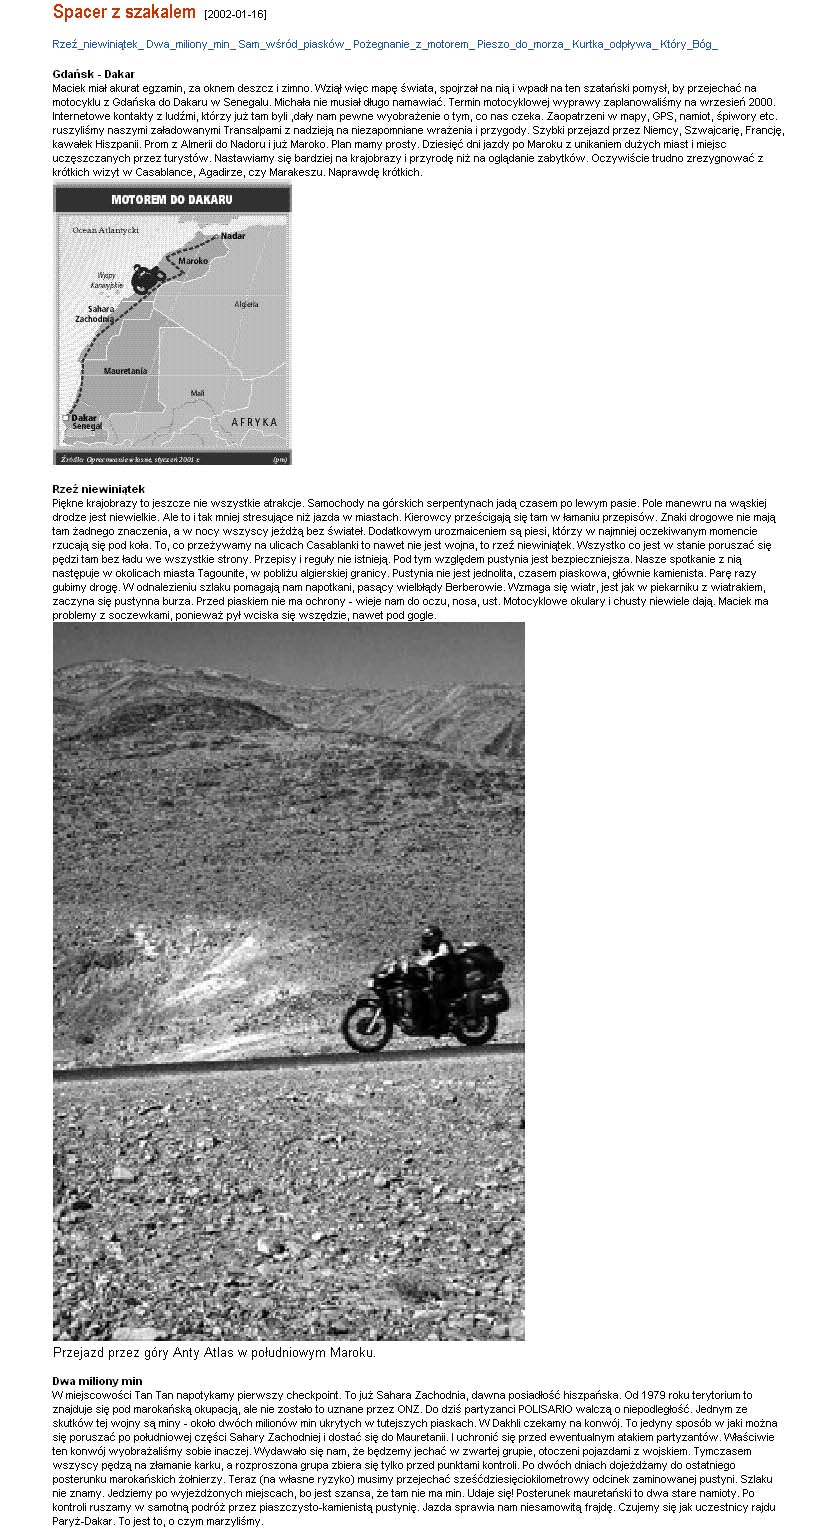 Spacer z szakalem [2002-01-16]
Rzeź_niewiniątek_ Dwa_miliony_min_ Sam_wśród_piasków_ Pożegnanie_z_motorem_ Pieszo_do_morza_ Kurtka_odpływa_ Który_Bóg_
Gdańsk - Dakar
Maciek miał akurat egzamin, za oknem deszcz i zimno. Wziął więc mapę świata, spojrzał na nią i wpadł na ten szatański pomysł, by przejechać na
motocyklu z Gdańska do Dakaru w Senegalu. Michała nie musiał długo namawiać. Termin motocyklowej wyprawy zaplanowaliśmy na wrzesień 2000.
Internetowe kontakty z ludźmi, którzy już tam byli ,dały nam pewne wyobrażenie o tym, co nas czeka. Zaopatrzeni w mapy, GPS, namiot, śpiwory etc.
ruszyliśmy naszymi załadowanymi Transalpami z nadzieją na niezapomniane wrażenia i przygody. Szybki przejazd przez Niemcy, Szwajcarię, Francję,
kawałek Hiszpanii. Prom z Almerii do Nadoru i już Maroko. Plan mamy prosty. Dziesięć dni jazdy po Maroku z unikaniem dużych miast i miejsc
uczęszczanych przez turystów. Nastawiamy się bardziej na krajobrazy i przyrodę niż na oglądanie zabytków. Oczywiście trudno zrezygnować z
krótkich wizyt w Casablance, Agadirze, czy Marakeszu. Naprawdę krótkich.
MOTOREM DO DAKARU
Ocean Atlantycki
Nadar
Maroko
Wyspy
Kanaryjskie
Algieria
Sahara
Zachodnia
Mauretania
Mali
Dakar
Senegal
AFRYKA
Źródło: Opracowanie własne, styczeń 2001 r. (pm)
Rzeź niewiniątek
Piękne krajobrazy to jeszcze nie wszystkie atrakcje. Samochody na górskich serpentynach jadą czasem po lewym pasie. Pole manewru na wąskiej
drodze jest niewielkie. Ale to i tak mniej stresujące niż jazda w miastach. Kierowcy prześcigają się tam w łamaniu przepisów. Znaki drogowe nie mają
tam żadnego znaczenia, a w nocy wszyscy jeżdżą bez świateł. Dodatkowym urozmaiceniem są piesi, którzy w najmniej oczekiwanym momencie
rzucają się pod koła. To, co przeżywamy na ulicach Casablanki to nawet nie jest wojna, to rzeź niewiniątek. Wszystko co jest w stanie poruszać się
pędzi tam bez ładu we wszystkie strony. Przepisy i reguły nie istnieją. Pod tym względem pustynia jest bezpieczniejsza. Nasze spotkanie z nią
następuje w okolicach miasta Tagounite, w pobliżu algierskiej granicy. Pustynia nie jest jednolita, czasem piaskowa, głównie kamienista. Parę razy
gubimy drogę. W odnalezieniu szlaku pomagają nam napotkani, pasący wielbłądy Berberowie. Wzmaga się wiatr, jest jak w piekarniku z wiatrakiem,
zaczyna się pustynna burza. Przed piaskiem nie ma ochrony - wieje nam do oczu, nosa, ust. Motocyklowe okulary i chusty niewiele dają. Maciek ma
problemy z soczewkami, ponieważ pył wciska się wszędzie, nawet pod gogle.
Przejazd przez góry Anty Atlas w południowym Maroku.
Dwa miliony min
W miejscowości Tan Tan napotykamy pierwszy checkpoint. To już Sahara Zachodnia, dawna posiadłość hiszpańska. Od 1979 roku terytorium to
znajduje się pod marokańską okupacją, ale nie zostało to uznane przez ONZ. Do dziś partyzanci POLISARIO walczą o niepodległość. Jednym ze
skutków tej wojny są miny - około dwóch milionów min ukrytych w tutejszych piaskach. W Dakhli czekamy na konwój. To jedyny sposób w jaki można
się poruszać po południowej części Sahary Zachodniej i dostać się do Mauretanii. I uchronić się przed ewentualnym atakiem partyzantów. Właściwie
ten konwój wyobrażaliśmy sobie inaczej. Wydawało się nam, że będziemy jechać w zwartej grupie, otoczeni pojazdami z wojskiem. Tymczasem
wszyscy pędzą na złamanie karku, a rozproszona grupa zbiera się tylko przed punktami kontroli. Po dwóch dniach dojeżdżamy do ostatniego
posterunku marokańskich żołnierzy. Teraz (na własne ryzyko) musimy przejechać sześćdziesięciokilometrowy odcinek zaminowanej pustyni. Szlaku
nie znamy. Jedziemy po wyjeżdżonych miejscach, bo jest szansa, że tam nie ma min. Udaje się! Posterunek mauretański to dwa stare namioty. Po
kontroli ruszamy w samotną podróż przez piaszczysto-kamienistą pustynię. Jazda sprawia nam niesamowitą frajdę. Czujemy się jak uczestnicy rajdu
Paryż-Dakar. To jest to, o czym marzyliśmy.